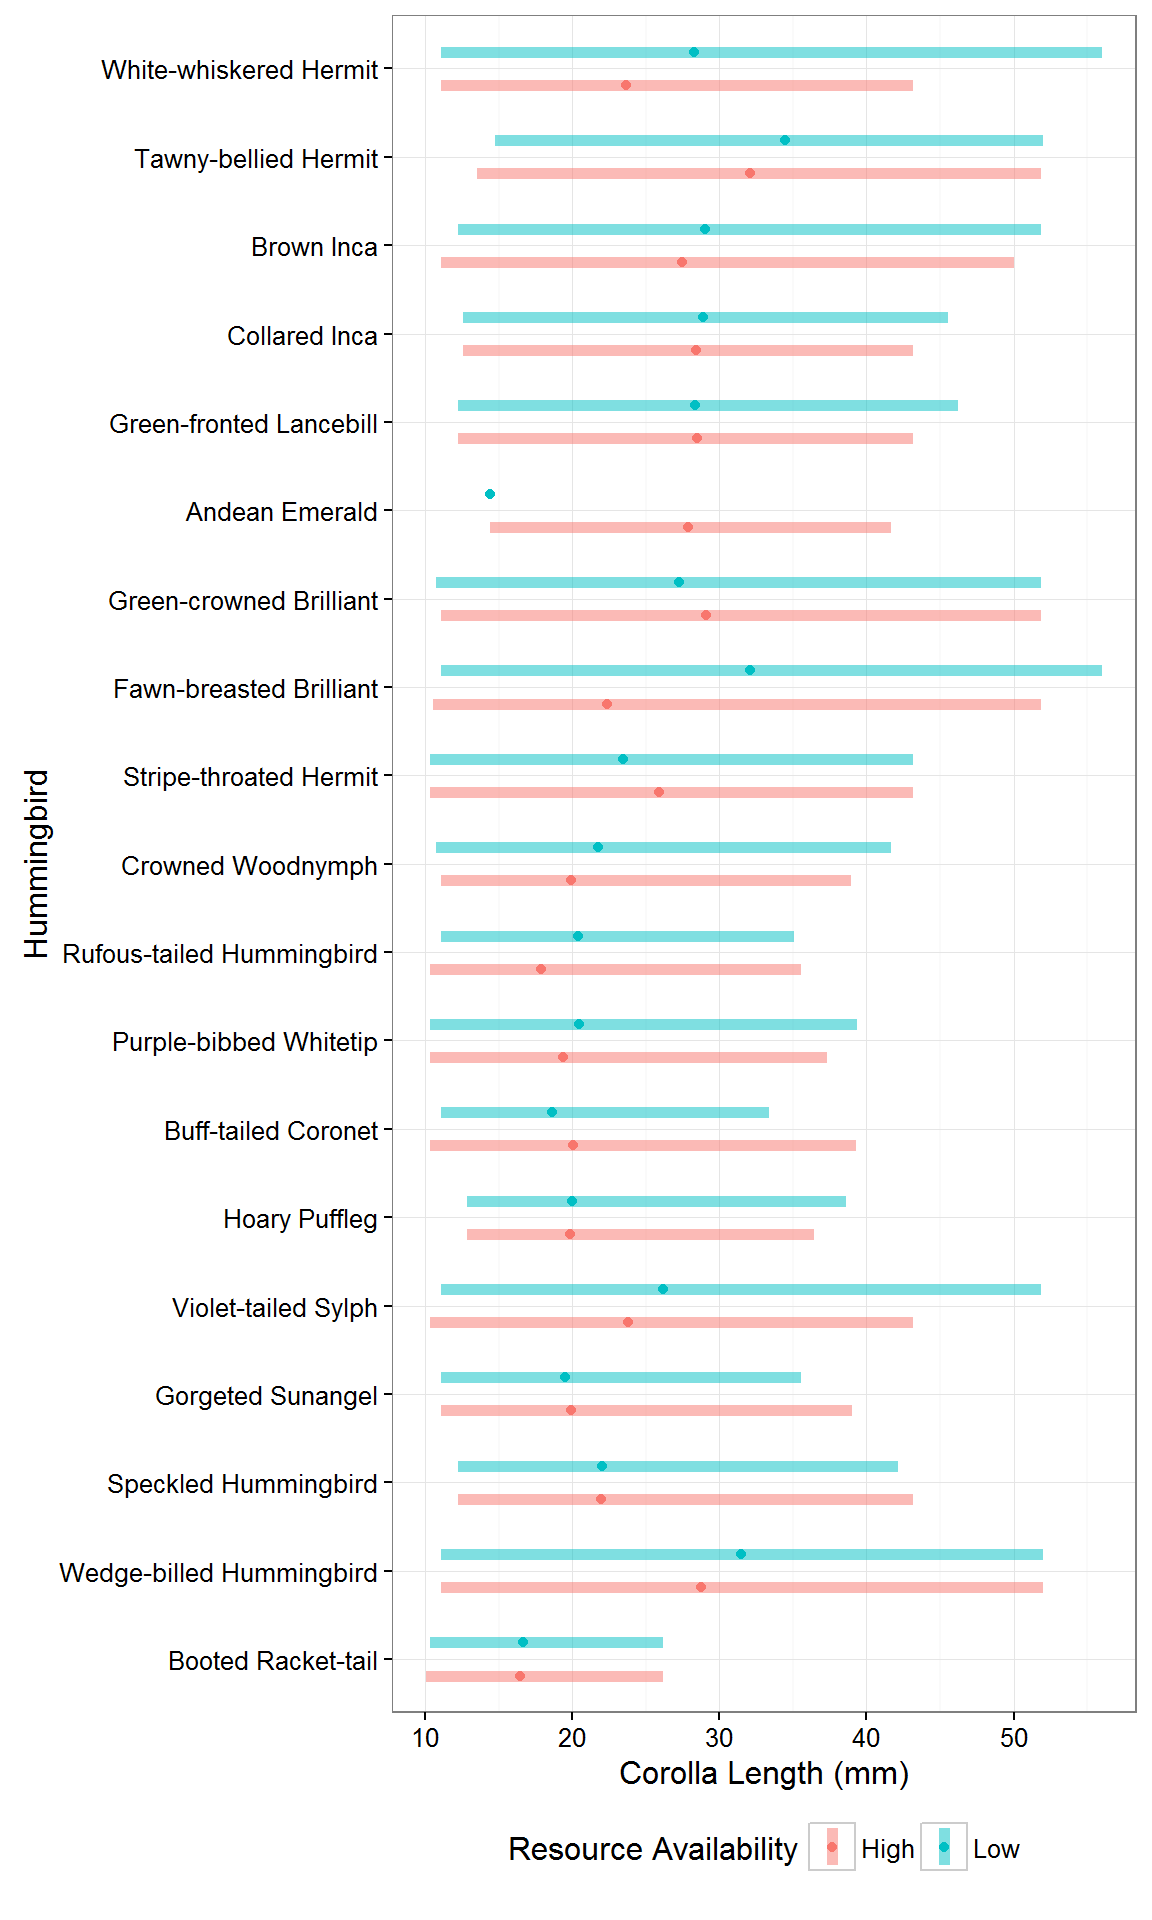 White-whiskered Hermit
Tawny-bellied Hermit
Brown Inca
Collared Inca
Green-fronted Lancebill
Andean Emerald
Green-crowned Brilliant
Fawn-breasted Brilliant
Stripe-throated Hermit
Crowned Woodnymph
Rufous-tailed Hummingbird
Purple-bibbed Whitetip
Buff-tailed Coronet
Hoary Puffleg
Violet-tailed Sylph
Gorgeted Sunangel
Speckled Hummingbird
Wedge-billed Hummingbird
Booted Racket-tail
Hummingbird
10 20 30 40 50
Corolla Length (mm)
Resource Availability High Low